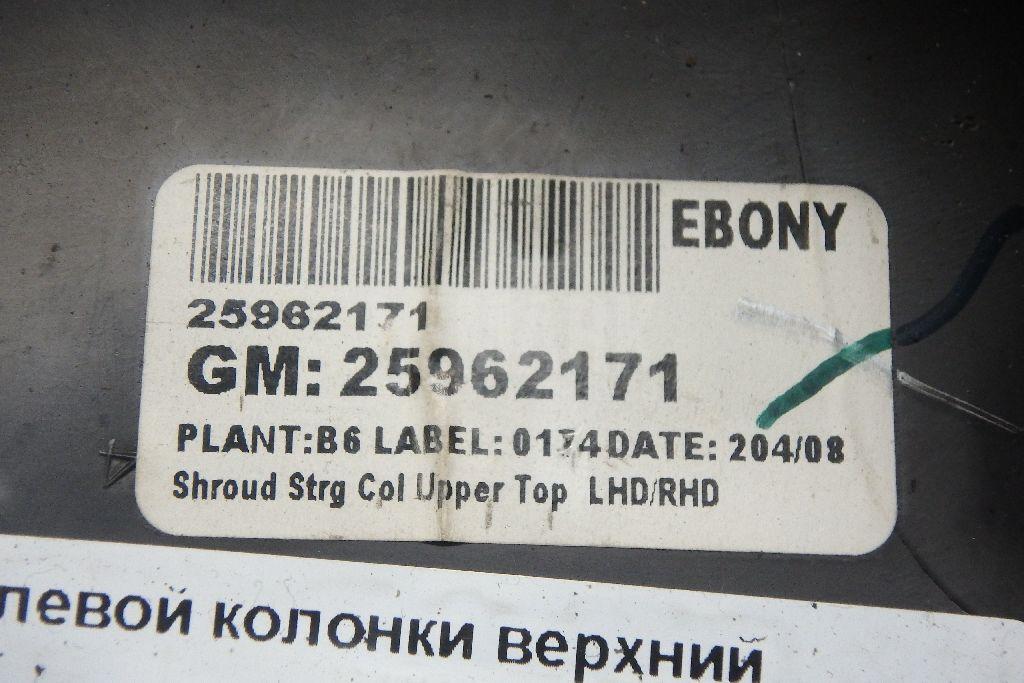 EBONY
25962171
GM: 25962171
PLANT:B6 LABEL: 0174 DATE: 204/08
Shroud Strg Col Upper Top LHD/RHD
левой колонки верхний